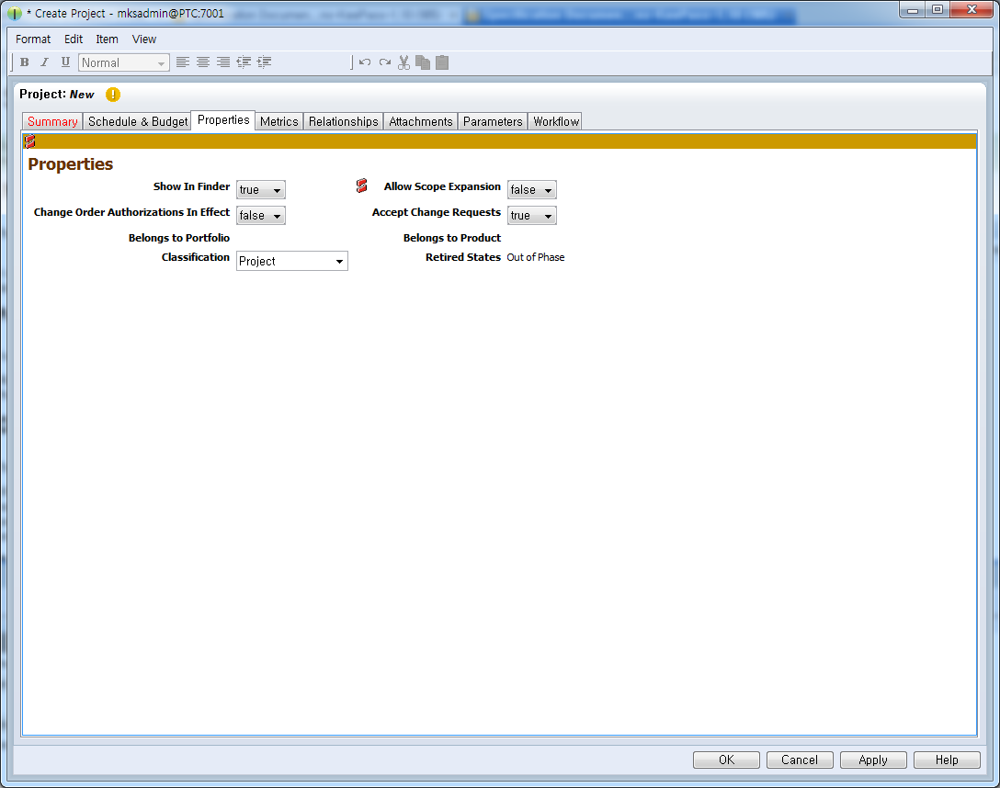 * Create Project - mksadmin@PTC:7001
Format Edit Item View
B I U Normal
Project: New
Summary Schedule & Budget Properties Metrics Relationships Attachments Parameters Workflow
Properties
Show In Finder true Allow Scope Expansion false
Change Order Authorizations In Effect false Accept Change Requests true
Belongs to Portfolio Belongs to Product
Classification Project Retired States Out of Phase
OK Cancel Apply Help